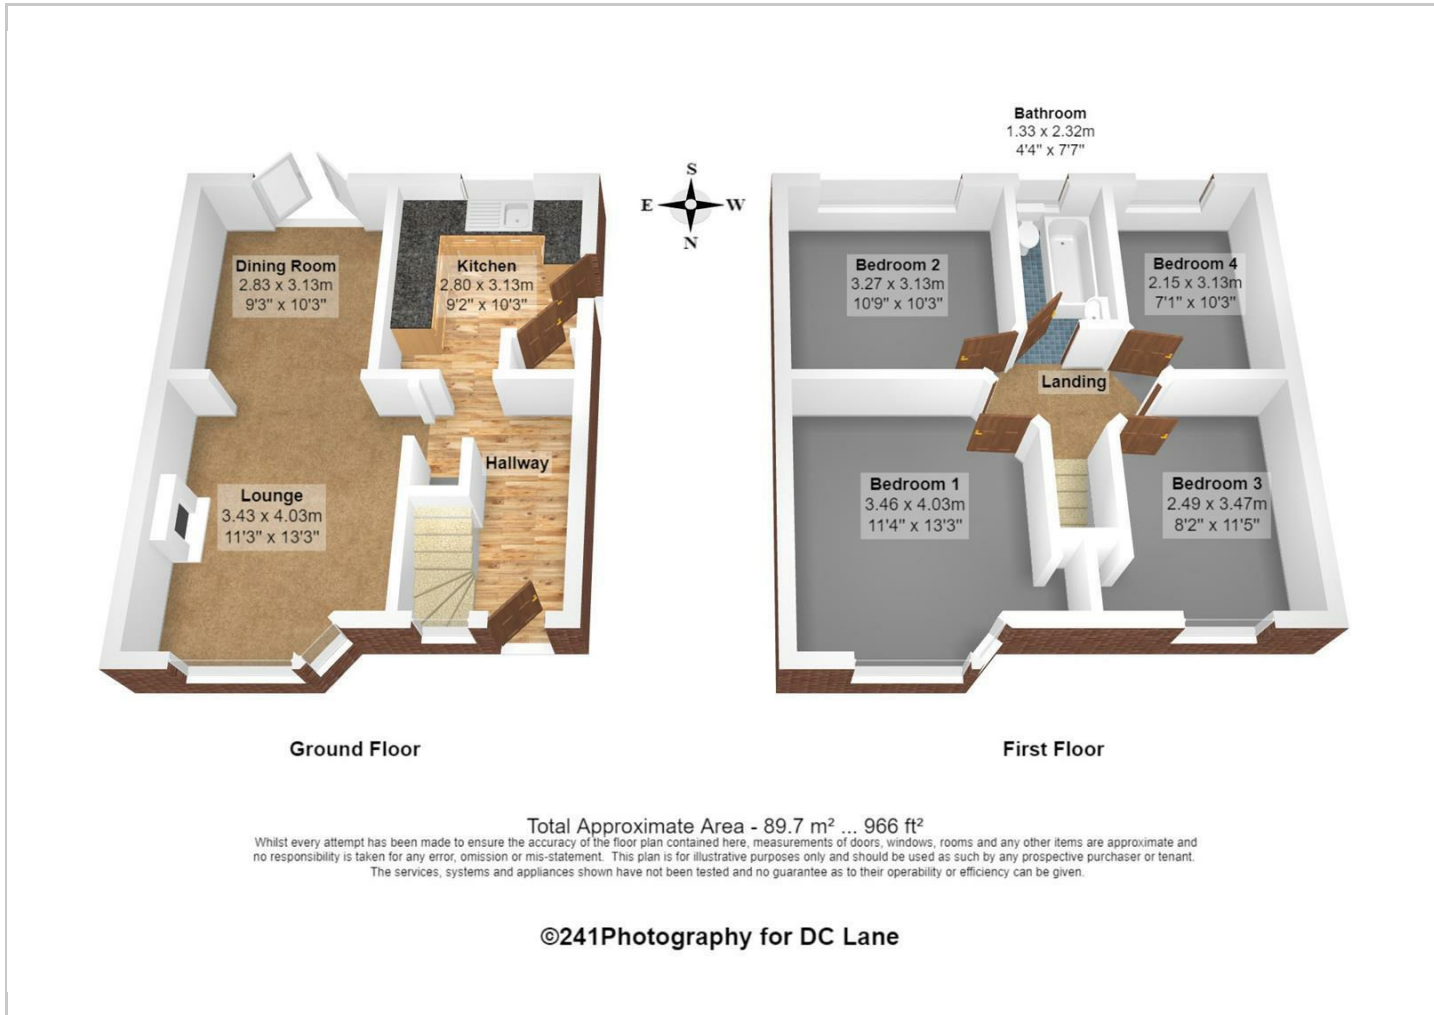 Bathroom
1.33 x 2.32m
4'4" x 7'7"
S
E
W
N
Dining Room
2.83 x 3.13m
9'3" x 10'3"
Kitchen
2.80 x 3.13m
9'2" x 10'3"
Hallway
Lounge
3.43 x 4.03m
11'3" x 13'3"
Bedroom 2
3.27 x 3.13m
10'9" x 10'3"
Bedroom 4
2.15 x 3.13m
7'1" x 10'3"
Landing
Bedroom 1
3.46 x 4.03m
11'4" x 13'3"
Bedroom 3
2.49 x 3.47m
8'2" x 11'5"
Ground Floor
First Floor
Total Approximate Area - 89.7 m² ... 966 ft²
Whilst every attempt has been made to ensure the accuracy of the floor plan contained here, measurements of doors, windows, rooms and any other items are approximate and
no responsibility is taken for any error, omission or mis-statement. This plan is for illustrative purposes only and should be used as such by any prospective purchaser or tenant.
The services, systems and appliances shown have not been tested and no guarantee as to their operability or efficiency can be given.
©241Photography for DC Lane